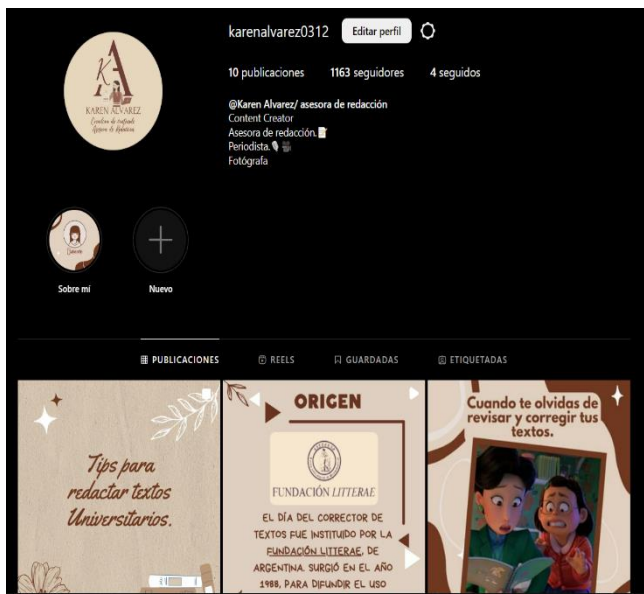 karenalvarez0312 Editar perfil
10 publicaciones 1163 seguidores 4 seguidos
@Karen Alvarez/ asesora de redacción
Content Creator
Asesora de redacción.
Periodista.
Fotógrafa
KA
KAREN ALVAREZ
Sobre mí
Nuevo
PUBLICACIONES REELS GUARDADAS ETIQUETADAS
Tips para
redactar textos
Universitarios.
ORIGEN
FUNDACIÓN LITTERAE
EL DÍA DEL CORRECTOR DE
TEXTOS FUE INSTITUIDO POR LA
FUNDACIÓN LITTERAE, DE
ARGENTINA. SURGIÓ EN EL AÑO
1988, PARA DIFUNDIR EL USO
Cuando te olvidas de
revisar y corregir tus
textos.